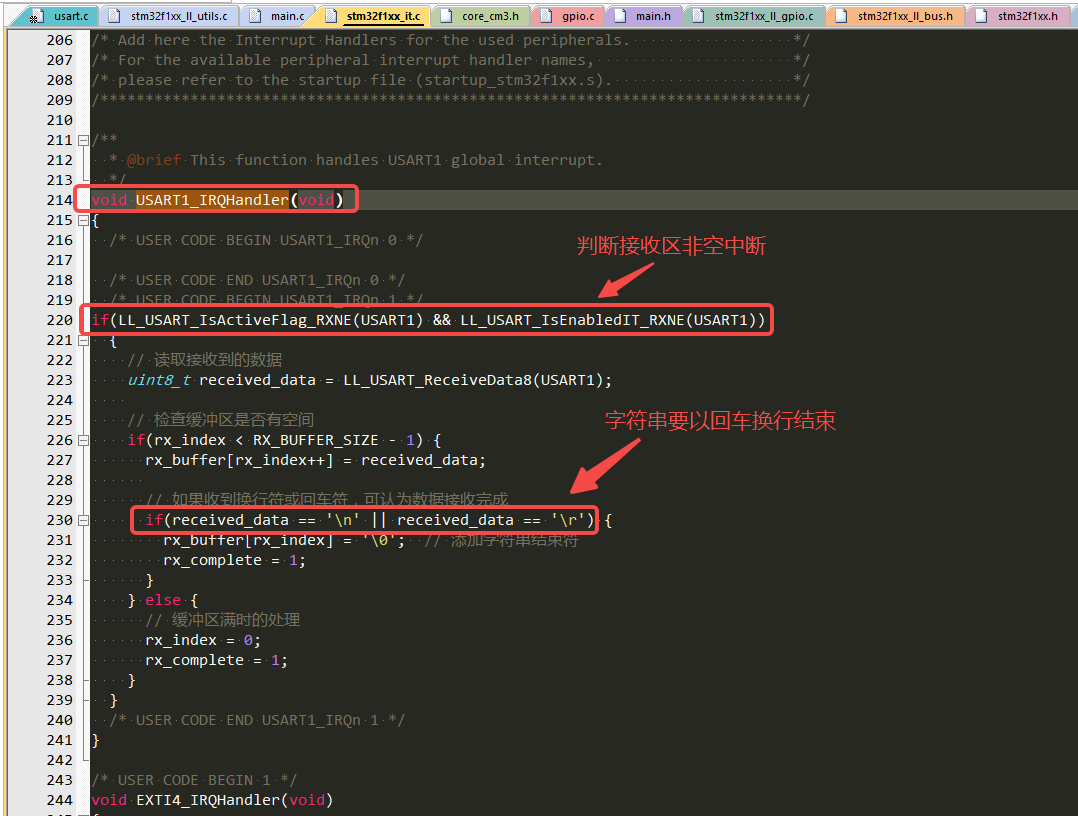 usart.c stm32f1xx_ll_utils.c main.c stm32f1xx_it.c core_cm3.h gpio.c main.h stm32f1xx_ll_gpio.c stm32f1xx_ll_bus.h stm32f1xx.h
206 /* Add here the Interrupt Handlers for the used peripherals. */
207 /* For the available peripheral interrupt handler names, */
208 /* please refer to the startup file (startup_stm32f1xx.s). */
209 /******************************************************************************/
210
211 /**
212 * @brief This function handles USART1 global interrupt.
213 */
214 void USART1_IRQHandler(void)
215 {
216 /* USER CODE BEGIN USART1_IRQn 0 */
判断接收区非空中断
217
218 /* USER CODE END USART1_IRQn 0 */
219 /* USER CODE BEGIN USART1_IRQn 1 */
220 if(LL_USART_IsActiveFlag_RXNE(USART1) && LL_USART_IsEnabledIT_RXNE(USART1))
221 {
222 // 读取接收到的数据
223 uint8_t received_data = LL_USART_ReceiveData8(USART1);
224
225 // 检查缓冲区是否有空间
字符串要以回车换行结束
226 if(rx_index < RX_BUFFER_SIZE - 1) {
227 rx_buffer[rx_index++] = received_data;
228
229 // 如果收到换行符或回车符，可认为数据接收完成
230 if(received_data == '\n' || received_data == '\r') {
231 rx_buffer[rx_index] = '\0'; // 添加字符串结束符
232 rx_complete = 1;
233 }
234 } else {
235 // 缓冲区满时的处理
236 rx_index = 0;
237 rx_complete = 1;
238 }
239 }
240 /* USER CODE END USART1_IRQn 1 */
241 }
242
243 /* USER CODE BEGIN 1 */
244 void EXTI4_IRQHandler(void)